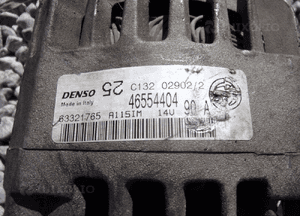 DENSO
Made in Italy
25
C132 02902/2
46554404
63321765 A115IM 14V 90 A